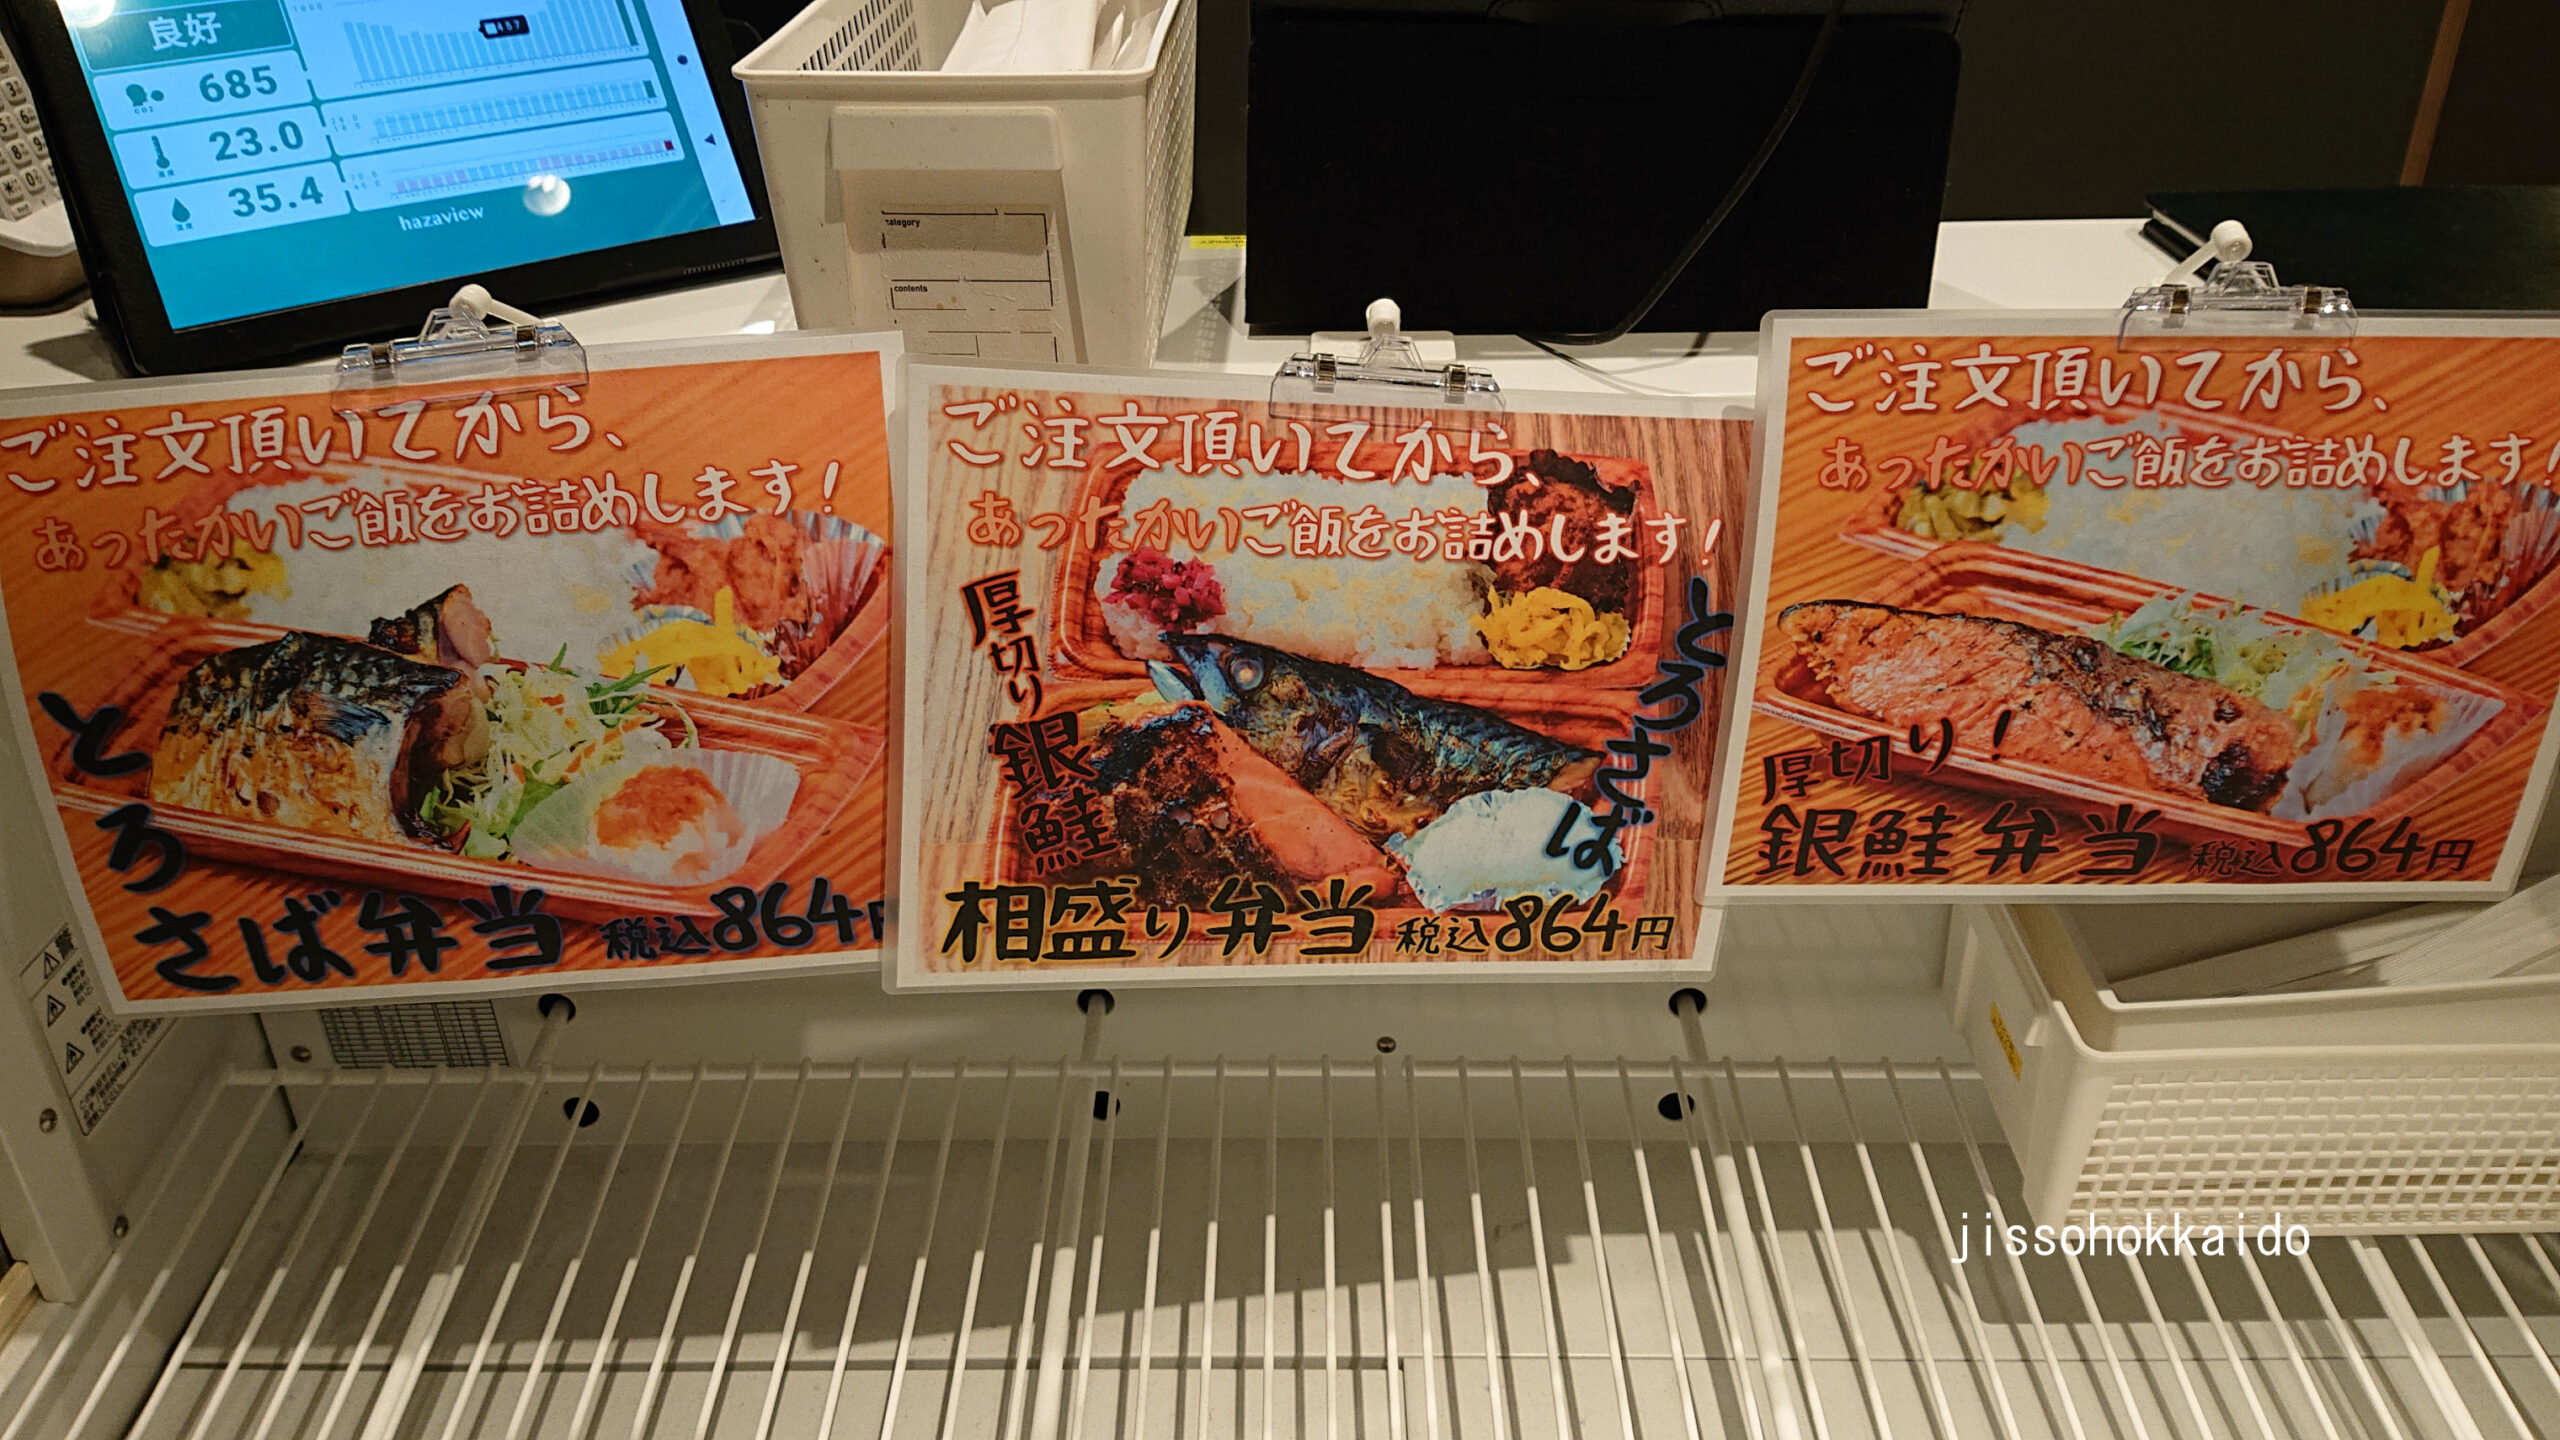 良好
685
CO2
23.0
温度
35.4
湿度
hazaview
category
contents
ご注文頂いてから、
あったかいご飯をお詰めします!
とろ
さば弁当 税込864円
ご注文頂いてから、
あったかいご飯をお詰めします!
厚切り銀鮭
とろさば
相盛り弁当 税込864円
ご注文頂いてから、
あったかいご飯をお詰めします!
厚切り!
銀鮭弁当 税込864円
jissohokkaido